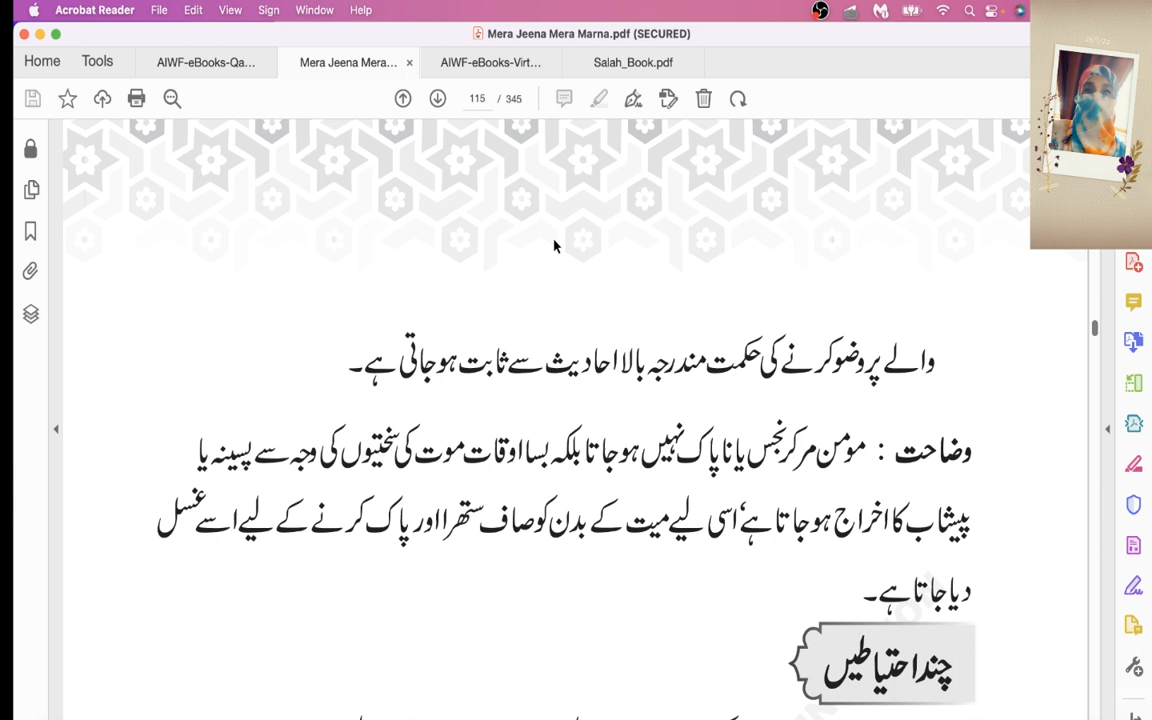 Acrobat Reader File Edit View Sign Window Help
Mera Jeena Mera Marna.pdf (SECURED)
Home Tools AIWF-eBooks-Qa... Mera Jeena Mera... × AIWF-eBooks-Virt... Salah_Book.pdf
115 / 345
والے پر وضو کرنے کی حکمت مندرجہ بالا احادیث سے ثابت ہو جاتی ہے۔
وضاحت : مومن مر کر نجس یا ناپاک نہیں ہو جاتا بلکہ بسا اوقات موت کی سختیوں کی وجہ سے پسینہ یا
پیشاب کا اخراج ہو جاتا ہے، اسی لیے میت کے بدن کو صاف ستھرا اور پاک کرنے کے لیے اسے غسل
دیا جاتا ہے۔
چند احتیاطیں